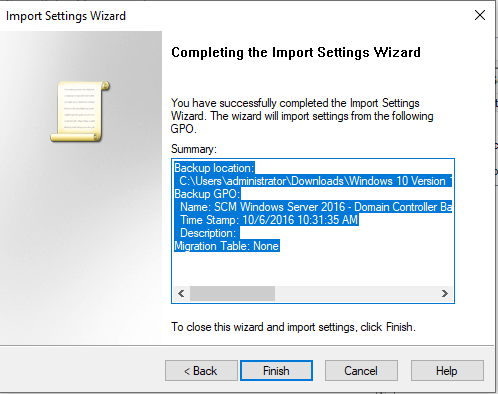 Import Settings Wizard
Completing the Import Settings Wizard
You have successfully completed the Import Settings
Wizard. The wizard will import settings from the following
GPO.
Summary:
Backup location:
C:\Users\administrator\Downloads\Windows 10 Version
Backup GPO:
Name: SCM Windows Server 2016 - Domain Controller Ba
Time Stamp: 10/6/2016 10:31:35 AM
Description:
Migration Table: None
To close this wizard and import settings, click Finish.
< Back
Finish
Cancel
Help